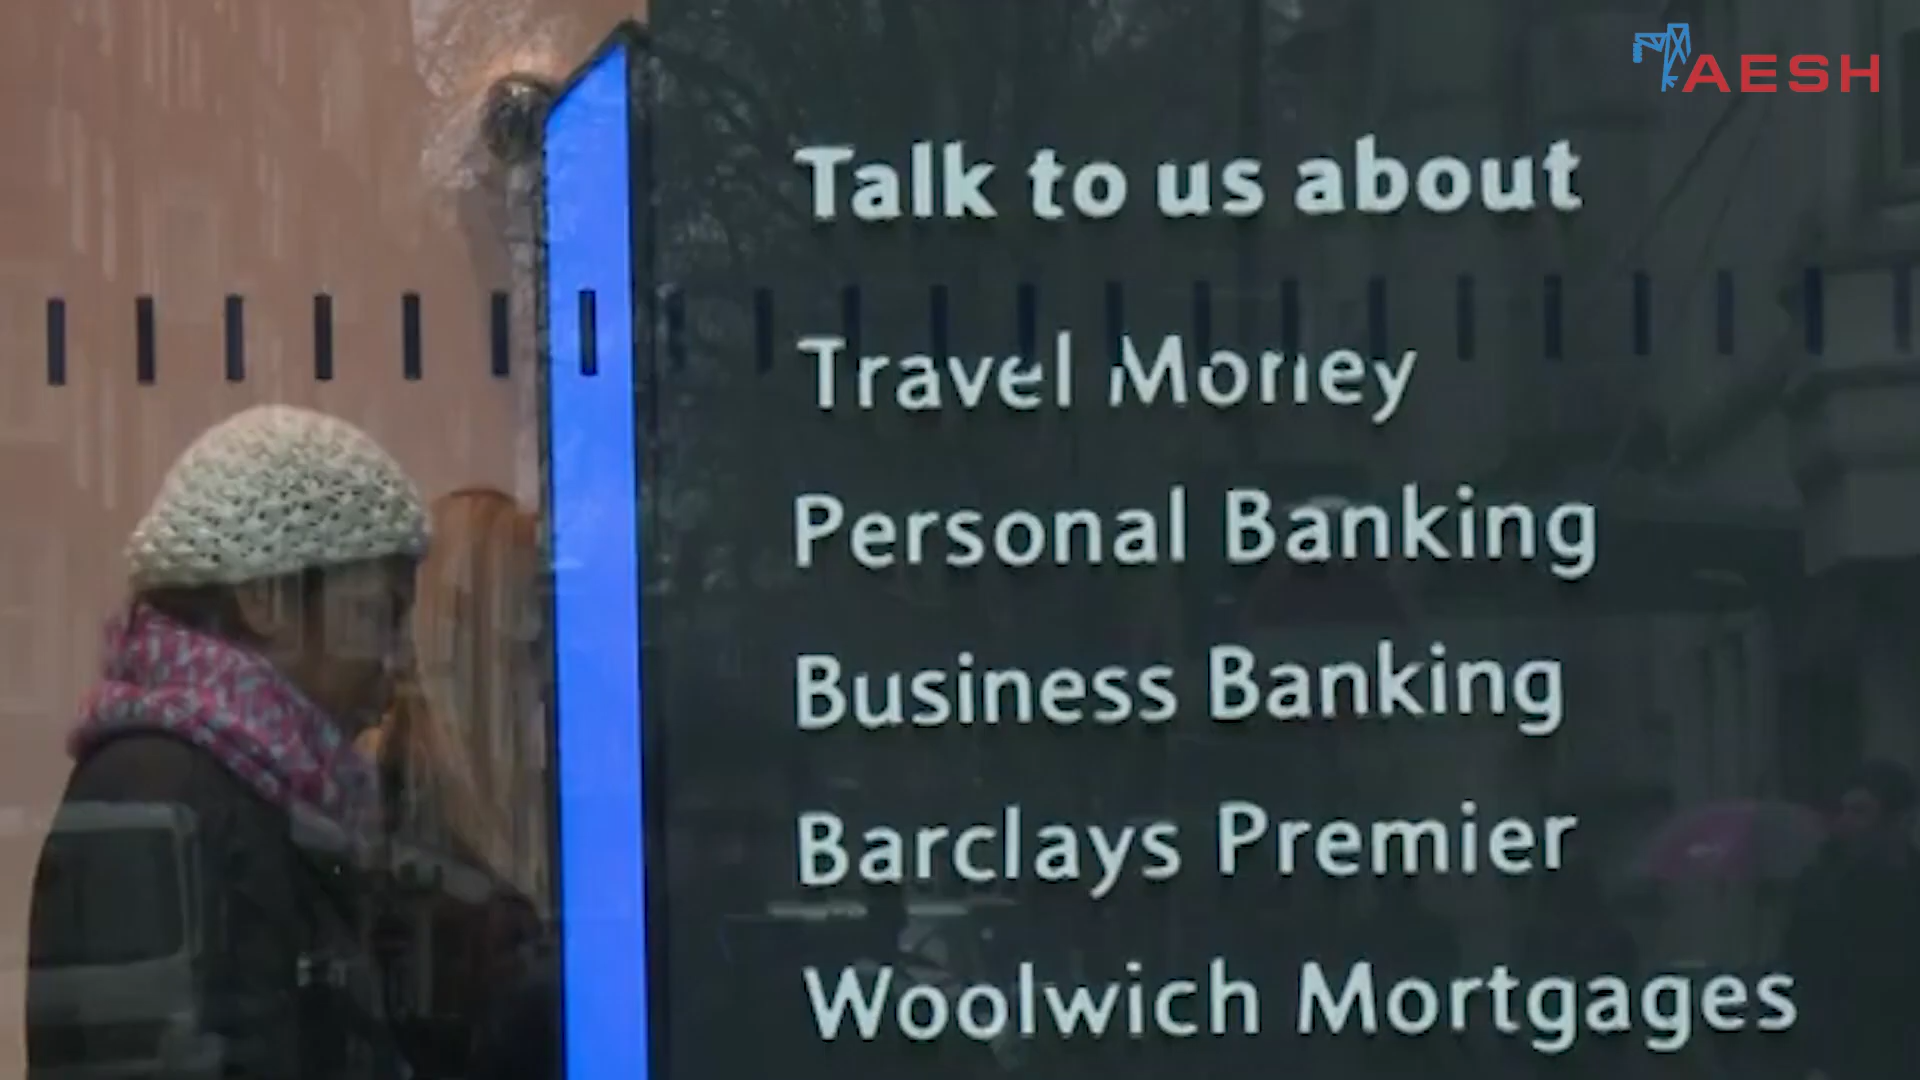 AESH
Talk to us about
Travel Money
Personal Banking
Business Banking
Barclays Premier
Woolwich Mortgages